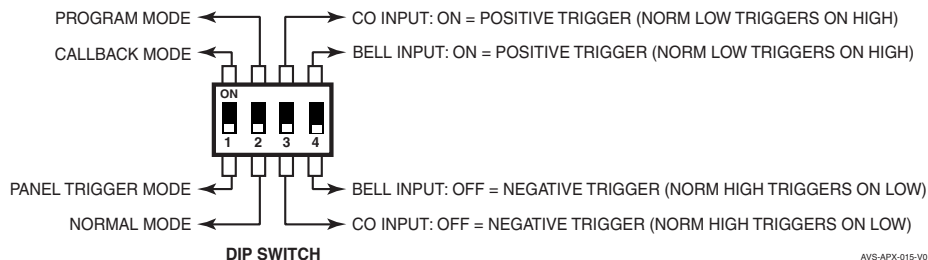 PROGRAM MODE
CO INPUT: ON = POSITIVE TRIGGER (NORM LOW TRIGGERS ON HIGH)
CALLBACK MODE
BELL INPUT: ON = POSITIVE TRIGGER (NORM LOW TRIGGERS ON HIGH)
ON
1 2 3 4
PANEL TRIGGER MODE
BELL INPUT: OFF = NEGATIVE TRIGGER (NORM HIGH TRIGGERS ON LOW)
NORMAL MODE
CO INPUT: OFF = NEGATIVE TRIGGER (NORM HIGH TRIGGERS ON LOW)
DIP SWITCH
AVS-APX-015-V0